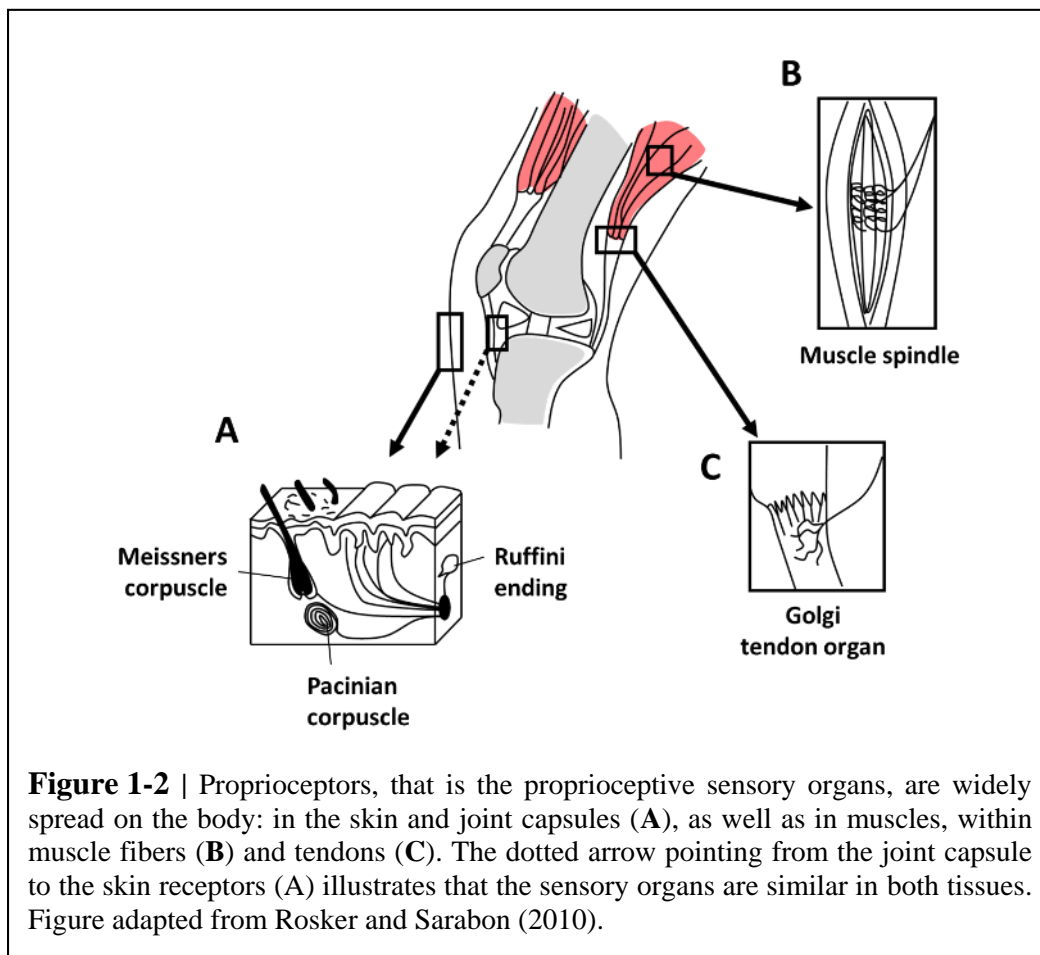 B
Muscle spindle
A
C
Meissners
corpuscle
Ruffini
ending
Pacinian
corpuscle
Golgi
tendon organ
Figure 1-2 | Proprioceptors, that is the proprioceptive sensory organs, are widely
spread on the body: in the skin and joint capsules (A), as well as in muscles, within
muscle fibers (B) and tendons (C). The dotted arrow pointing from the joint capsule
to the skin receptors (A) illustrates that the sensory organs are similar in both tissues.
Figure adapted from Rosker and Sarabon (2010).